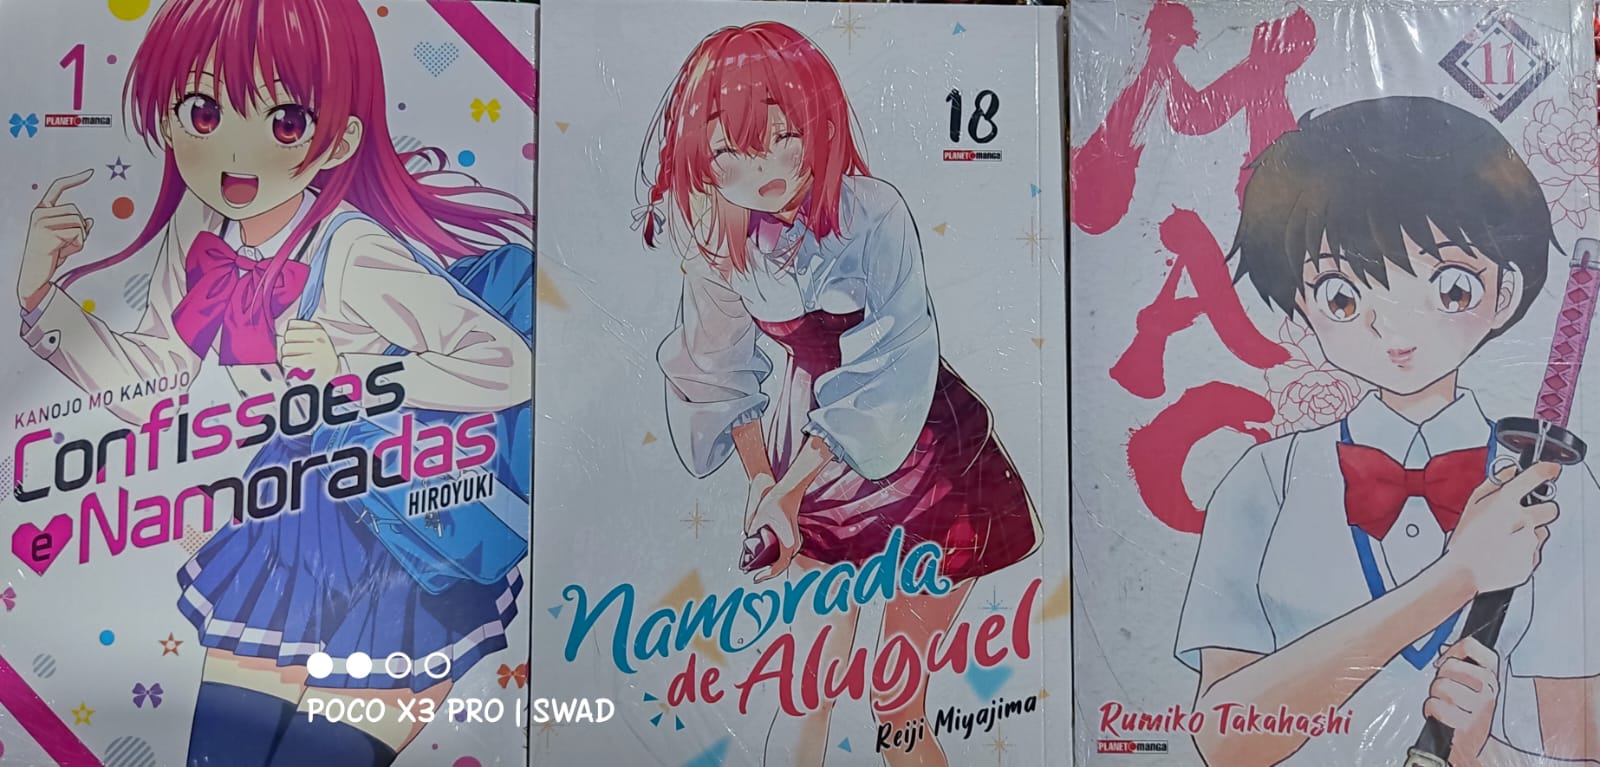 1
PLANET manga
KANOJO MO KANOJO
Confissões
e Namoradas
HIROYUKI
18
PLANET manga
Namorada
de Aluguel
Reiji Miyajima
11
MAO
Rumiko Takahashi
PLANET manga
POCO X3 PRO | SWAD